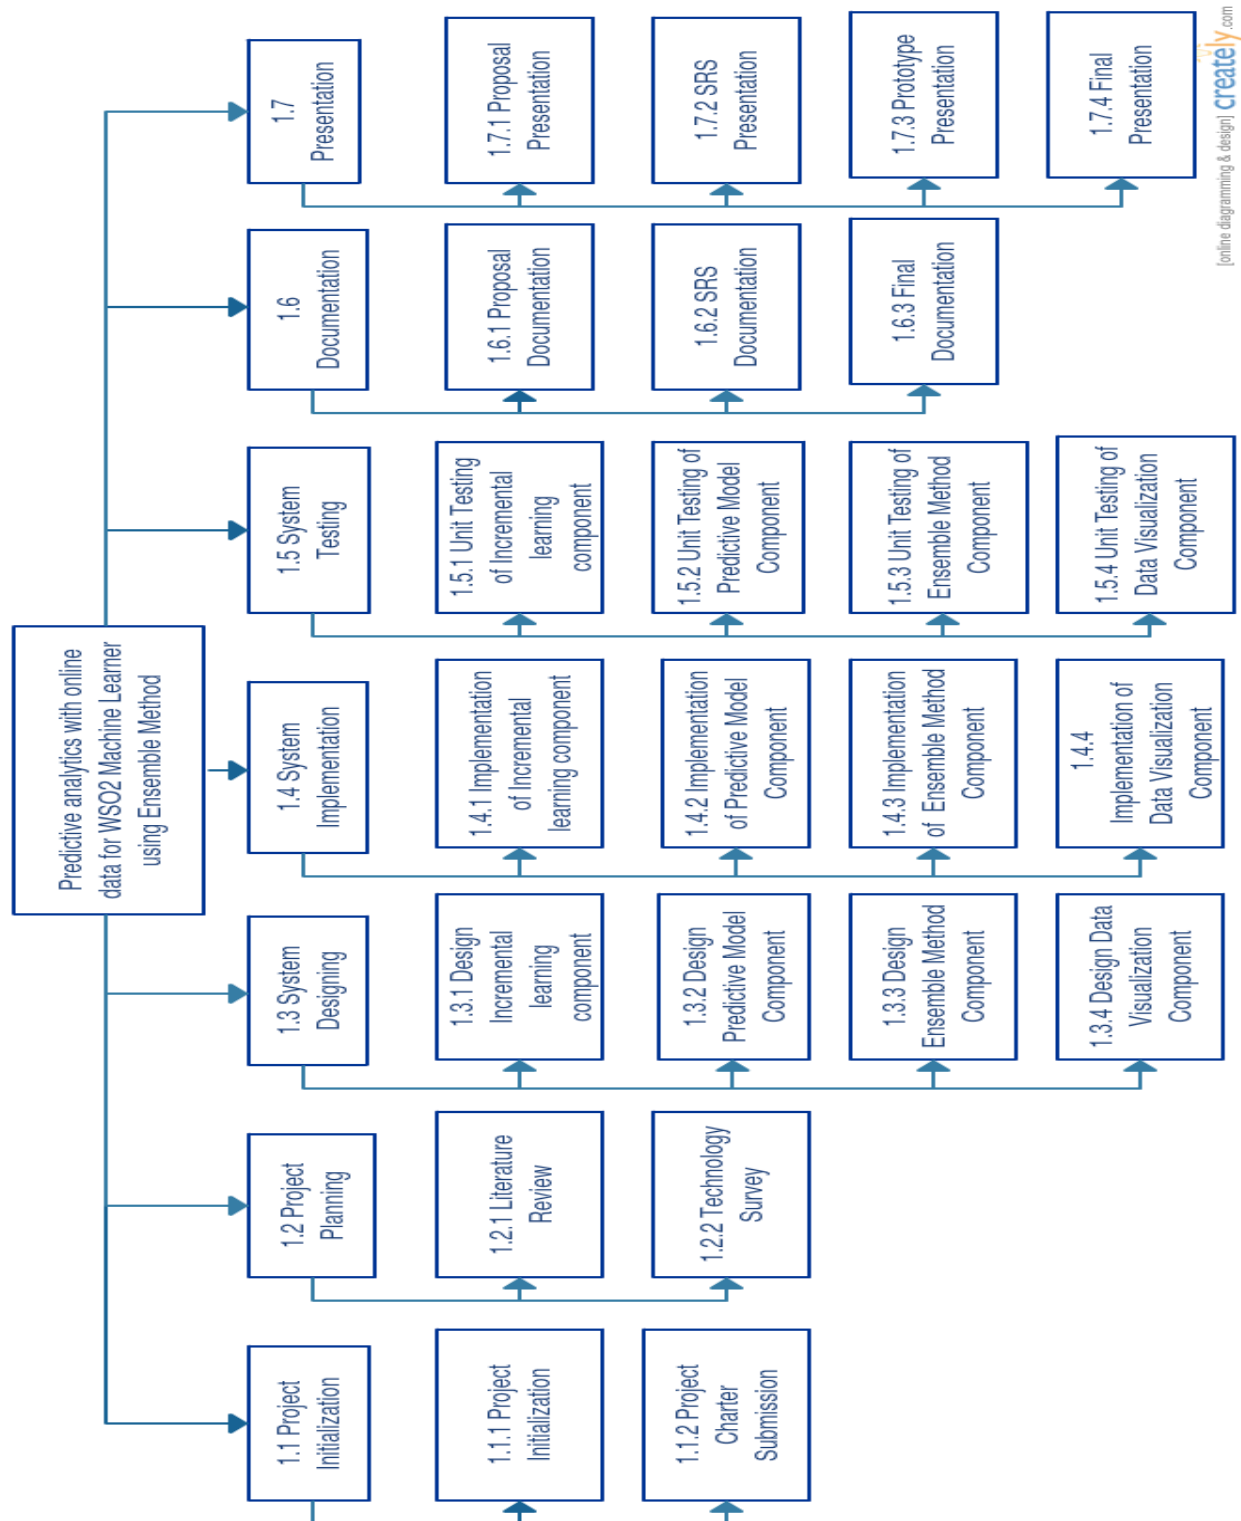 Predictive analytics with online
data for WSO2 Machine Learner
using Ensemble Method
1.1 Project
Initialization
1.1.1 Project
Initialization
1.1.2 Project
Charter
Submission
1.2 Project
Planning
1.2.1 Literature
Review
1.2.2 Technology
Survey
1.3 System
Designing
1.3.1 Design
Incremental
learning
component
1.3.2 Design
Predictive Model
Component
1.3.3 Design
Ensemble Method
Component
1.3.4 Design Data
Visualization
Component
1.4 System
Implementation
1.4.1 Implementation
of Incremental
learning component
1.4.2 Implementation
of Predictive Model
Component
1.4.3 Implementation
of Ensemble Method
Component
1.4.4
Implementation of
Data Visualization
Component
1.5 System
Testing
1.5.1 Unit Testing
of Incremental
learning
component
1.5.2 Unit Testing of
Predictive Model
Component
1.5.3 Unit Testing of
Ensemble Method
Component
1.5.4 Unit Testing of
Data Visualization
Component
1.6
Documentation
1.6.1 Proposal
Documentation
1.6.2 SRS
Documentation
1.6.3 Final
Documentation
1.7
Presentation
1.7.1 Proposal
Presentation
1.7.2 SRS
Presentation
1.7.3 Prototype
Presentation
1.7.4 Final
Presentation
[online diagramming & design] creately.com